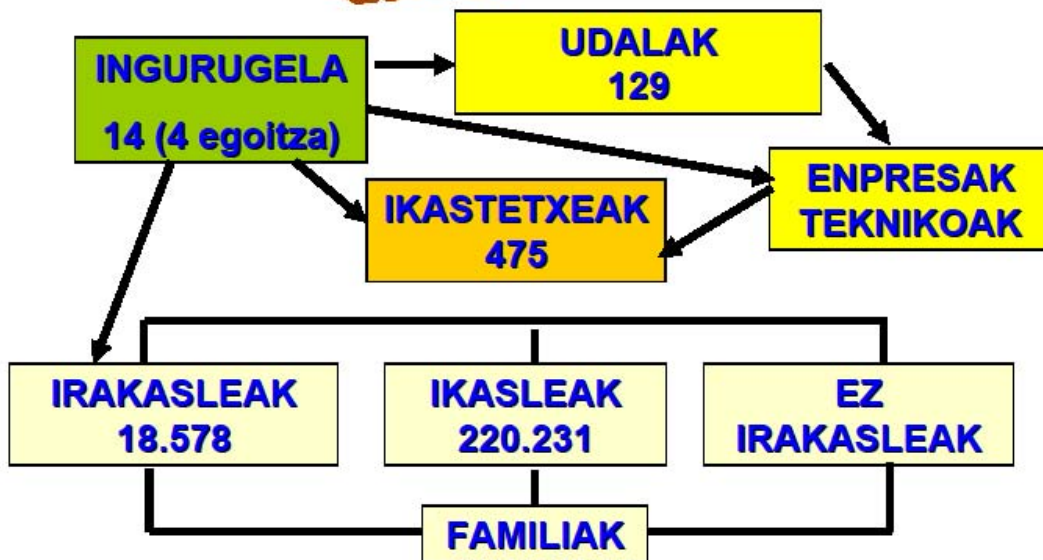 INGURUGELA
14 (4 egoitza)
UDALAK
129
ENPRESAK
TEKNIKOAK
IKASTETXEAK
475
IRAKASLEAK
18.578
IKASLEAK
220.231
EZ
IRAKASLEAK
FAMILIAK